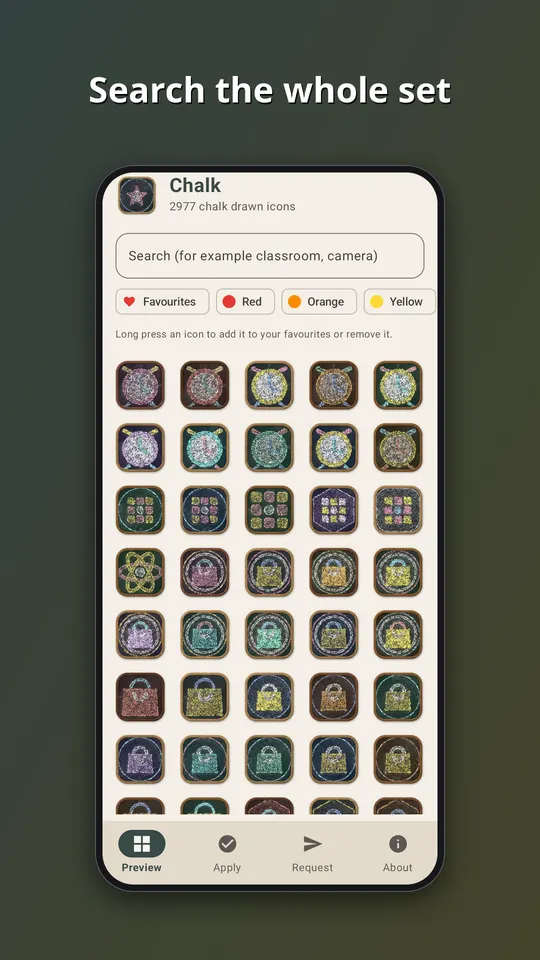 Search the whole set
Chalk
2977 chalk drawn icons
Search (for example classroom, camera)
Favourites
Red
Orange
Yellow
Long press an icon to add it to your favourites or remove it.
Preview
Apply
Request
About